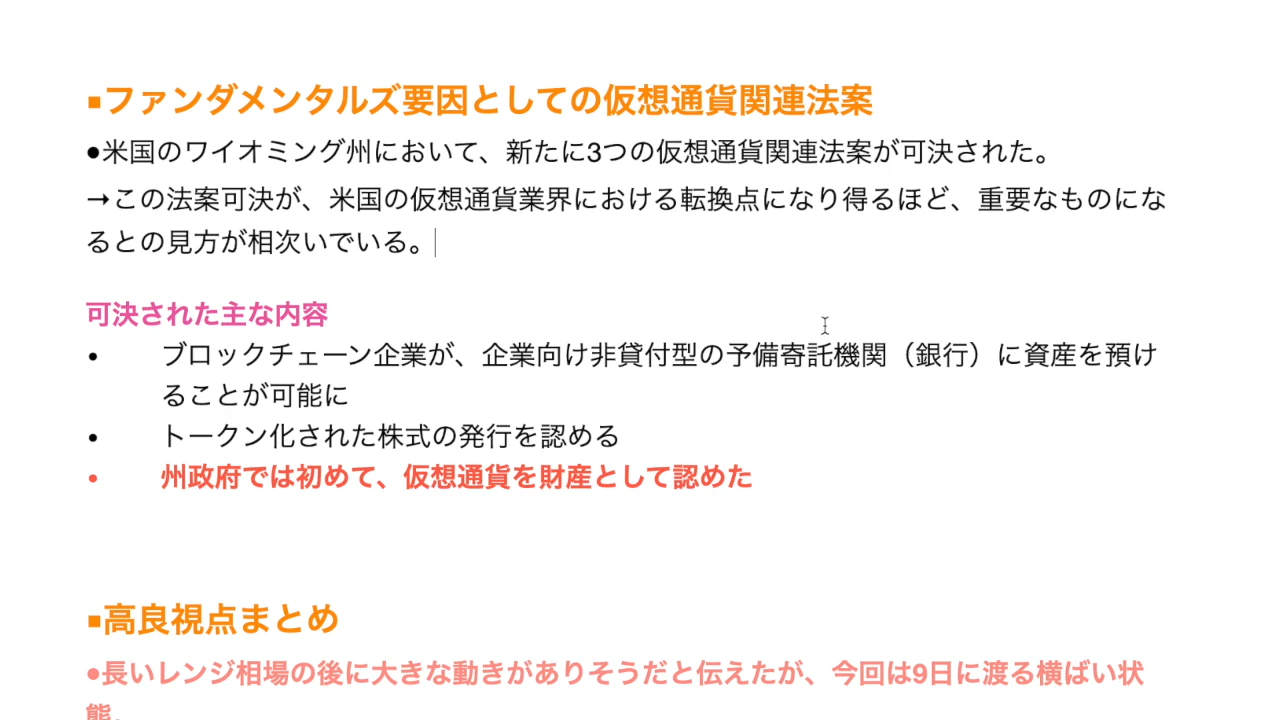 ▪ファンダメンタルズ要因としての仮想通貨関連法案
●米国のワイオミング州において、新たに3つの仮想通貨関連法案が可決された。
→この法案可決が、米国の仮想通貨業界における転換点になり得るほど、重要なものにな
るとの見方が相次いでいる。
可決された主な内容
• ブロックチェーン企業が、企業向け非貸付型の予備寄託機関（銀行）に資産を預け
ることが可能に
• トークン化された株式の発行を認める
• 州政府では初めて、仮想通貨を財産として認めた
▪高良視点まとめ
●長いレンジ相場の後に大きな動きがありそうだと伝えたが、今回は9日に渡る横ばい状
態。